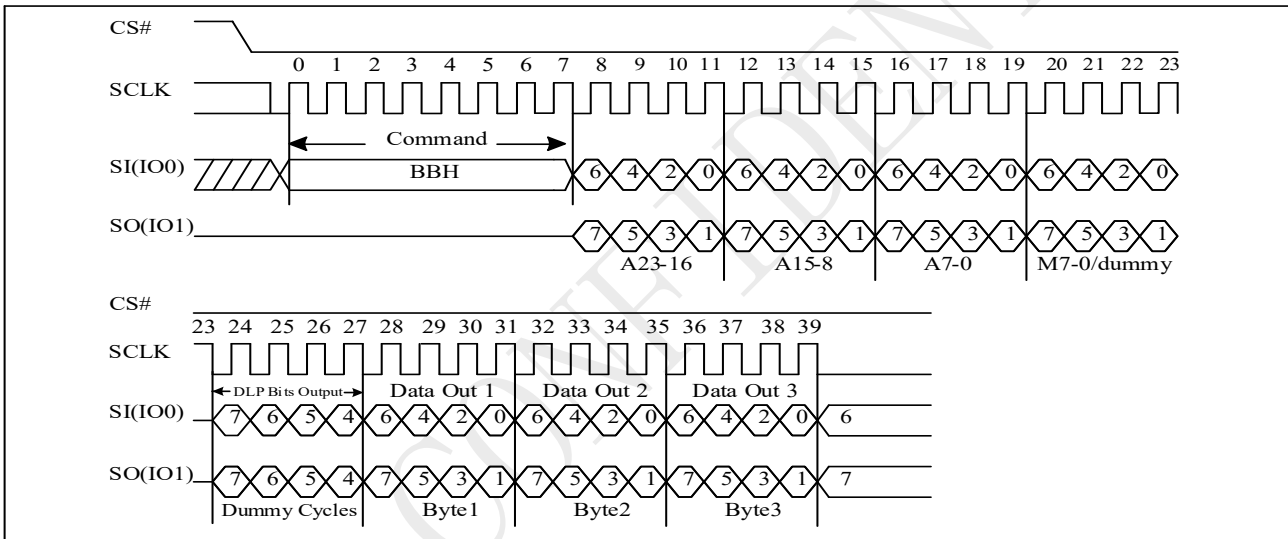 CS#
0 1 2 3 4 5 6 7 8 9 10 11 12 13 14 15 16 17 18 19 20 21 22 23
SCLK
Command
SI(IO0) BBH 6 4 2 0 6 4 2 0 6 4 2 0 6 4 2 0
SO(IO1) 7 5 3 1 7 5 3 1 7 5 3 1 7 5 3 1
A23-16 A15-8 A7-0 M7-0/dummy
CS#
23 24 25 26 27 28 29 30 31 32 33 34 35 36 37 38 39
SCLK
DLP Bits Output Data Out 1 Data Out 2 Data Out 3
SI(IO0) 7 6 5 4 6 4 2 0 6 4 2 0 6 4 2 0 6
SO(IO1) 7 6 5 4 7 5 3 1 7 5 3 1 7 5 3 1 7
Dummy Cycles Byte1 Byte2 Byte3
CONFIDEN